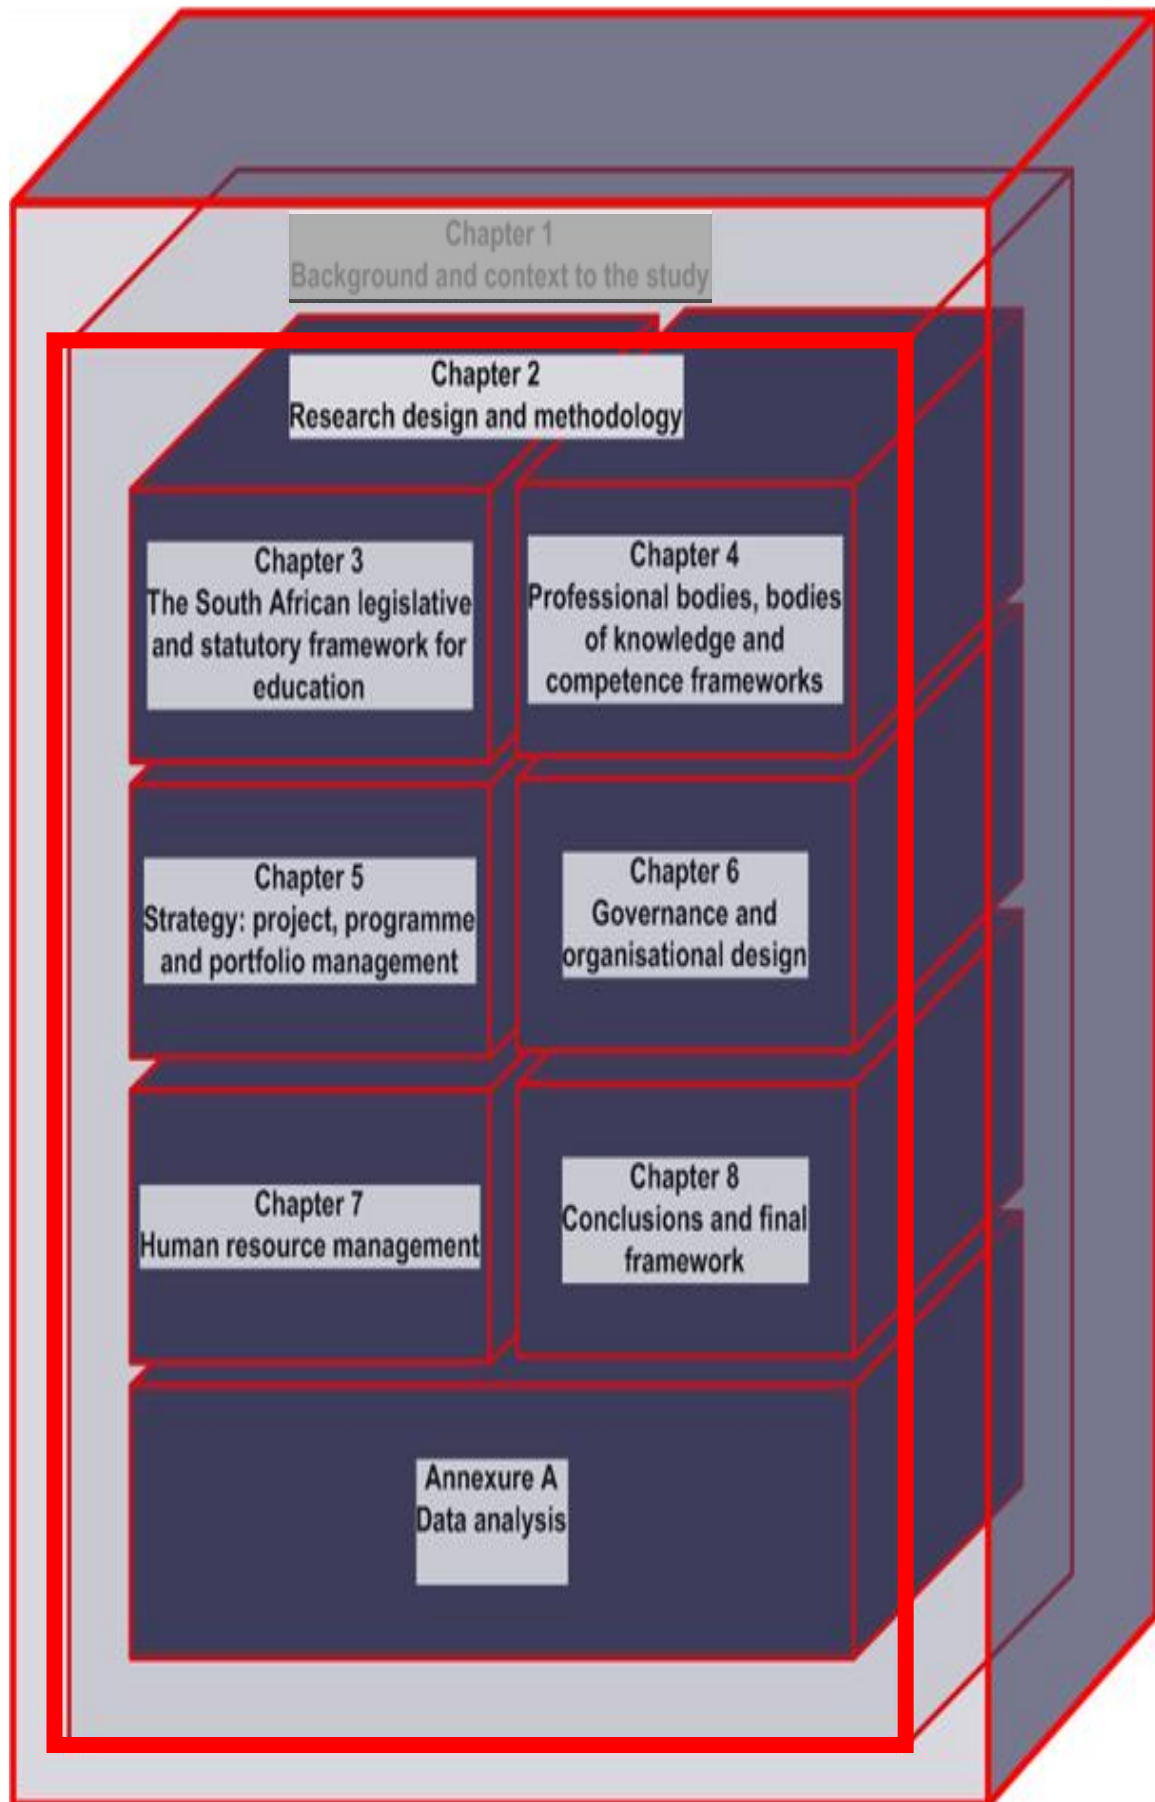 Chapter 1
Background and context to the study
Chapter 2
Research design and methodology
Chapter 3
The South African legislative
and statutory framework for
education
Chapter 4
Professional bodies, bodies
of knowledge and
competence frameworks
Chapter 5
Strategy: project, programme
and portfolio management
Chapter 6
Governance and
organisational design
Chapter 7
Human resource management
Chapter 8
Conclusions and final
framework
Annexure A
Data analysis